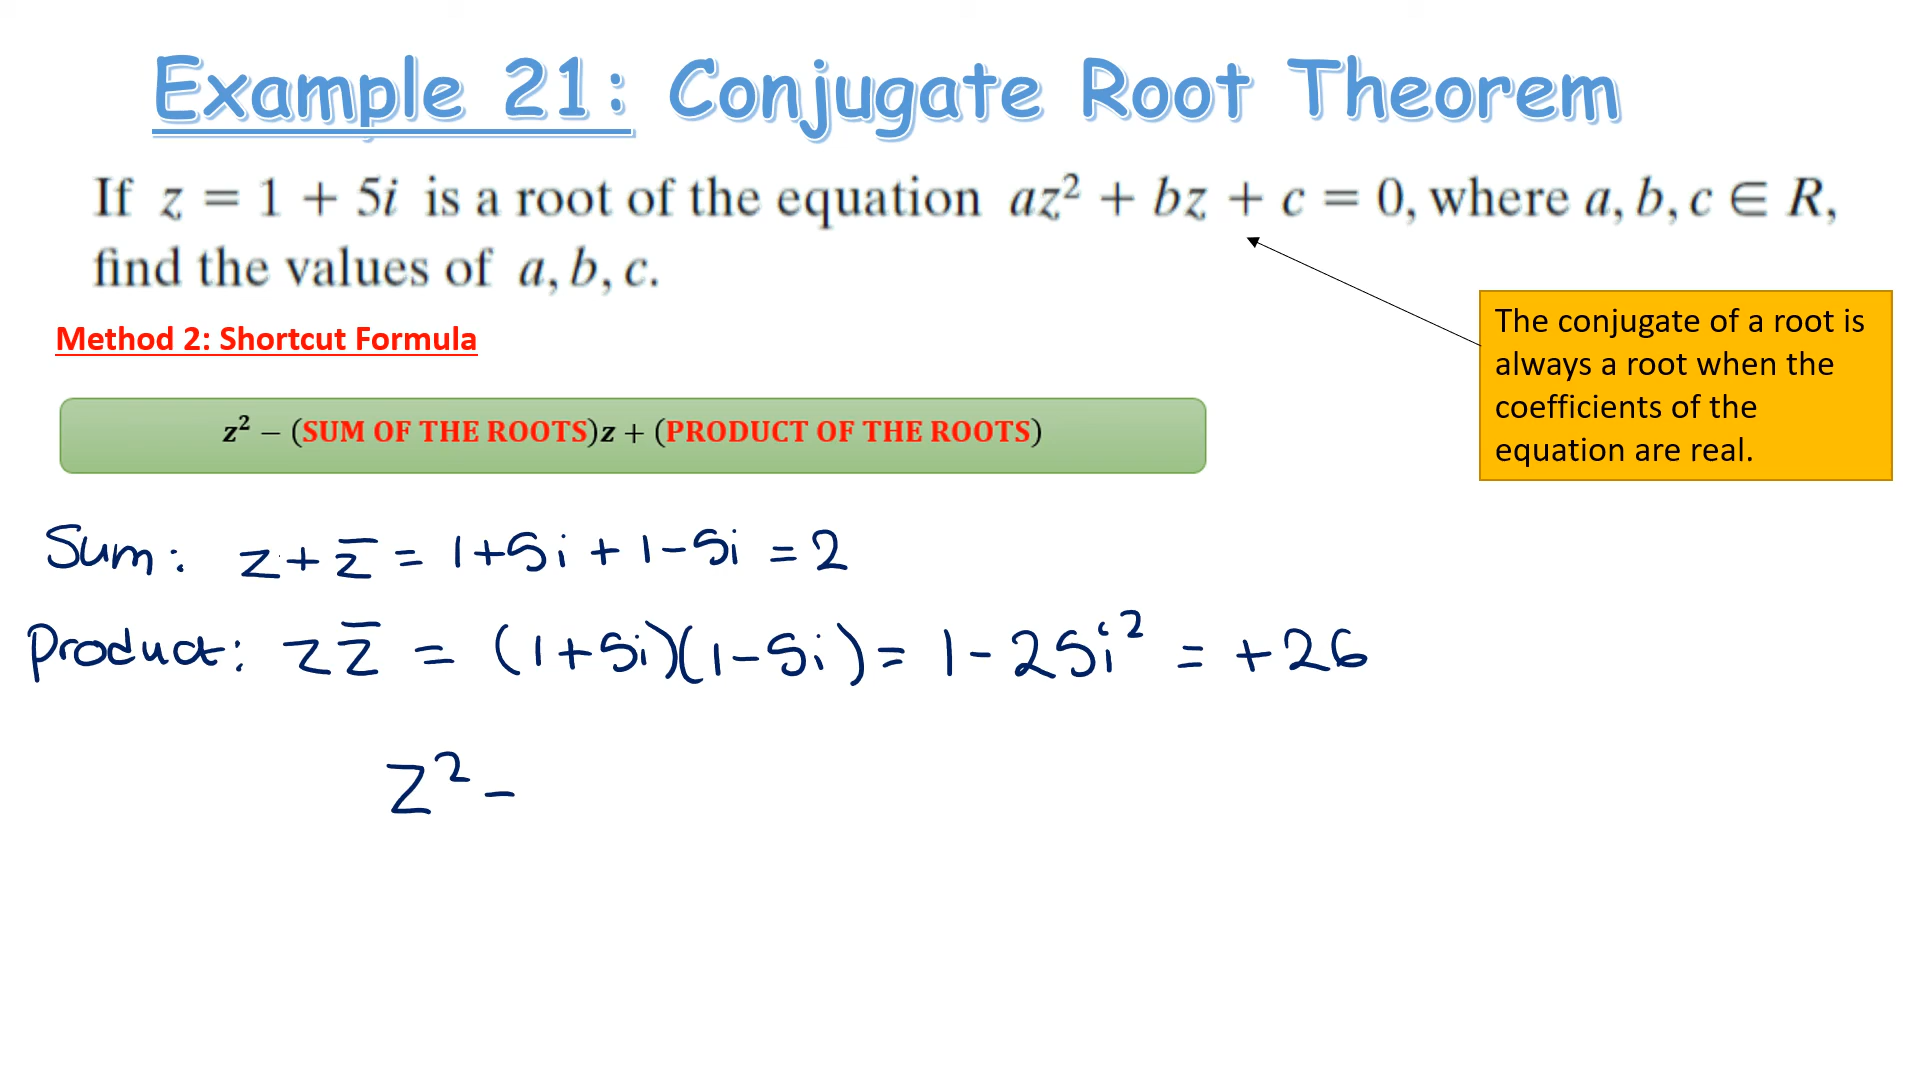 Example 21: Conjugate Root Theorem
If z = 1 + 5i is a root of the equation az² + bz + c = 0, where a, b, c ∈ R,
find the values of a, b, c.
Method 2: Shortcut Formula
The conjugate of a root is
always a root when the
coefficients of the
equation are real.
z² − (SUM OF THE ROOTS)z + (PRODUCT OF THE ROOTS)
Sum: z + z̅ = 1+5i + 1-5i = 2
Product: z z̅ = (1+5i)(1-5i) = 1 - 25i² = +26
z² -